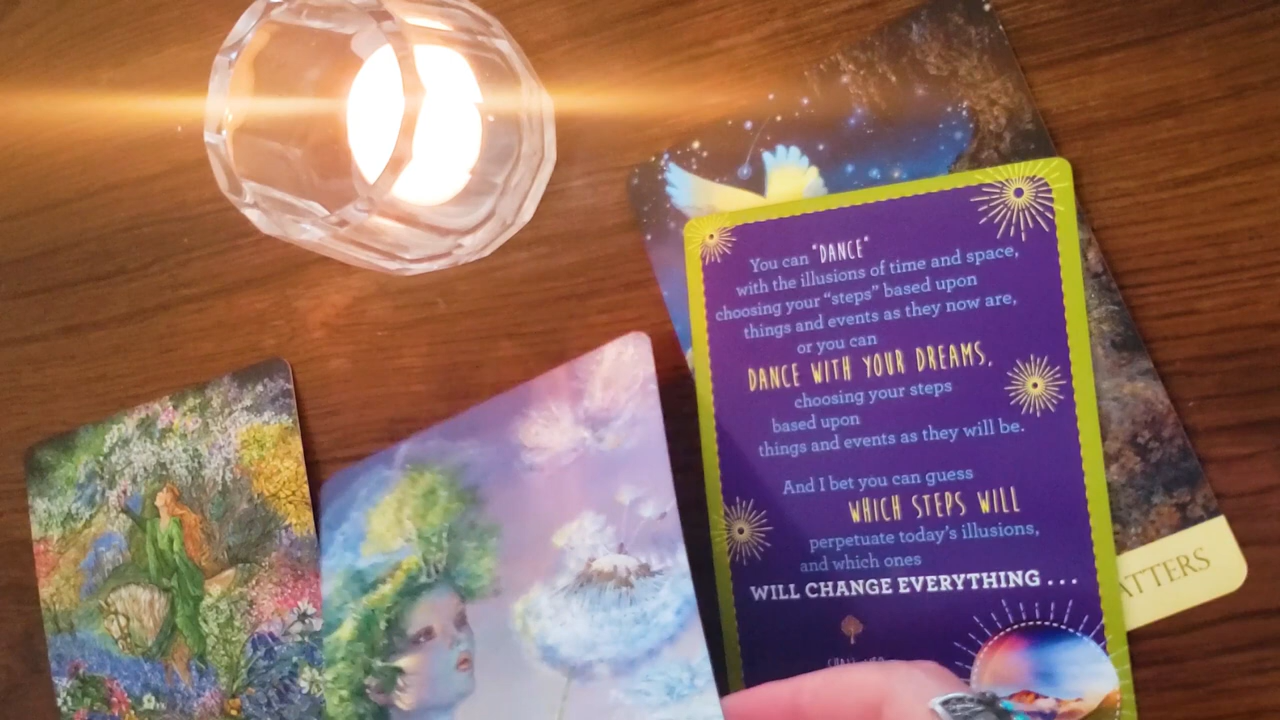 You can "DANCE"
with the illusions of time and space,
choosing your “steps” based upon
things and events as they now are,
or you can
DANCE WITH YOUR DREAMS,
choosing your steps
based upon
things and events as they will be.
And I bet you can guess
WHICH STEPS WILL
perpetuate today’s illusions,
and which ones
WILL CHANGE EVERYTHING . . .